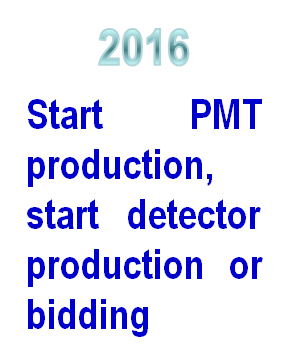 2016
Start PMT
production,
start detector
production or
bidding